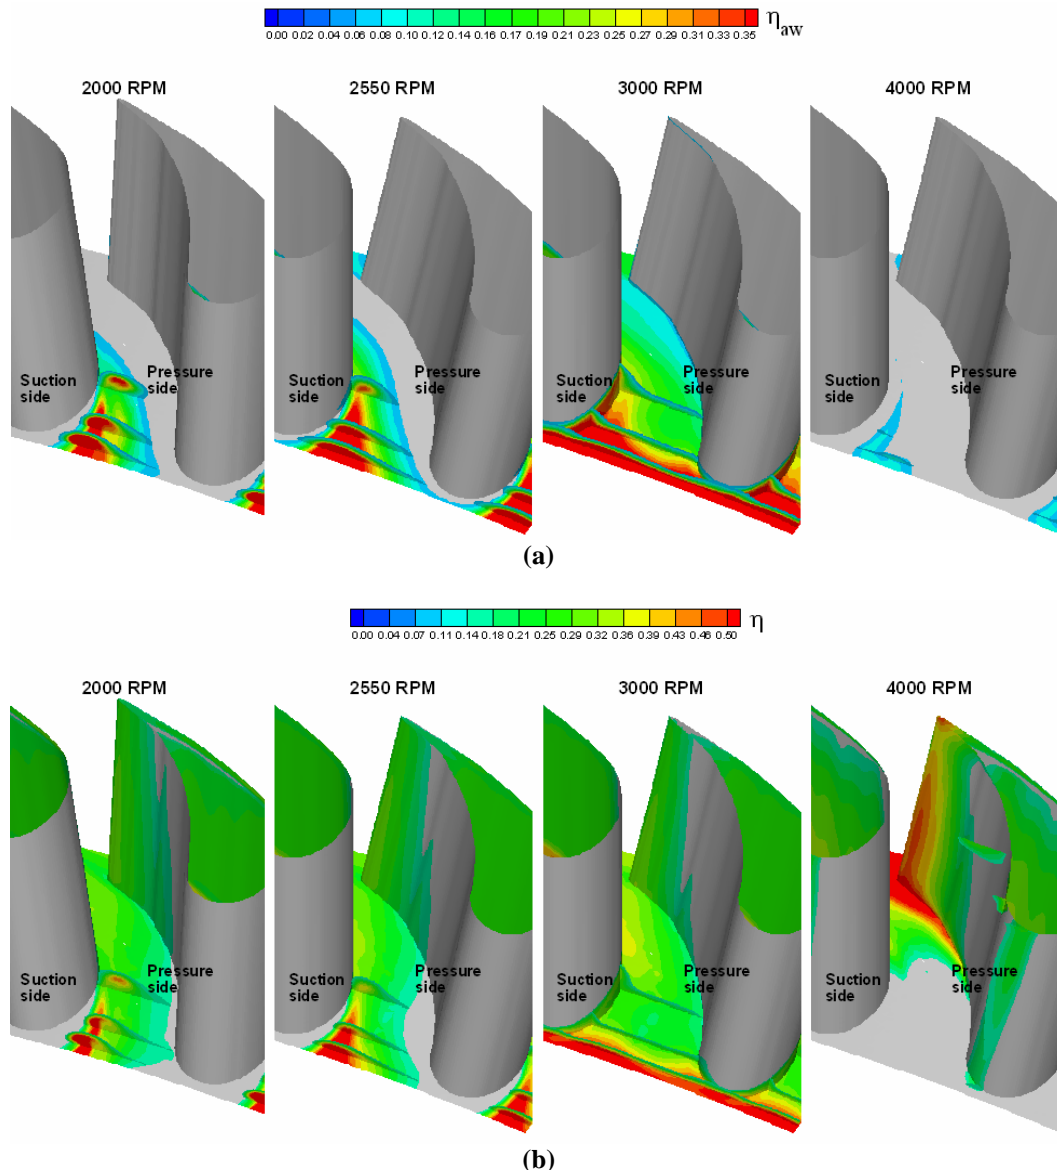 η_aw
0.00 0.02 0.04 0.06 0.08 0.10 0.12 0.14 0.16 0.17 0.19 0.21 0.23 0.25 0.27 0.29 0.31 0.33 0.35
2000 RPM 2550 RPM 3000 RPM 4000 RPM
Suction side Pressure side Suction side Pressure side Suction side Pressure side Suction side Pressure side
(a)
η
0.00 0.04 0.07 0.11 0.14 0.18 0.21 0.25 0.29 0.32 0.36 0.39 0.43 0.46 0.50
2000 RPM 2550 RPM 3000 RPM 4000 RPM
Suction side Pressure side Suction side Pressure side Suction side Pressure side Suction side Pressure side
(b)